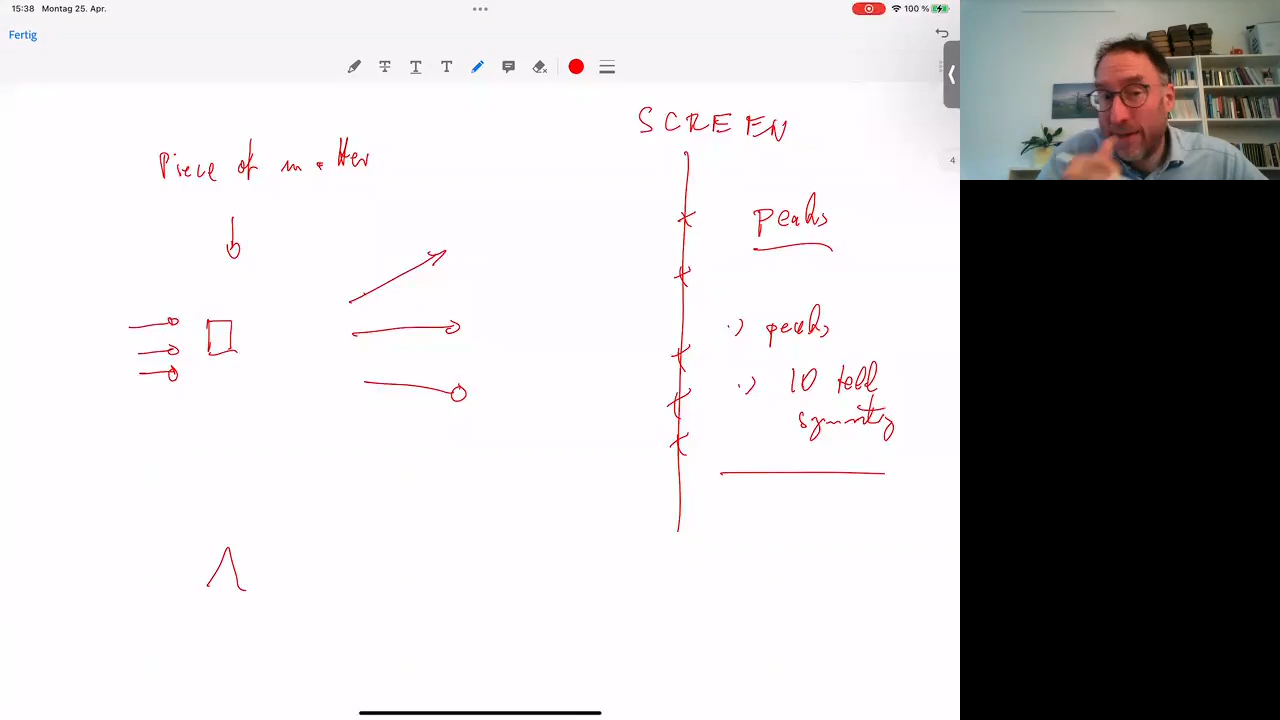 15:38 Montag 25. Apr.
100 %
Fertig
T T T
4
Piece of matter
SCREEN
peaks
.) peaks
.) 10 fold
symmetry
Λ